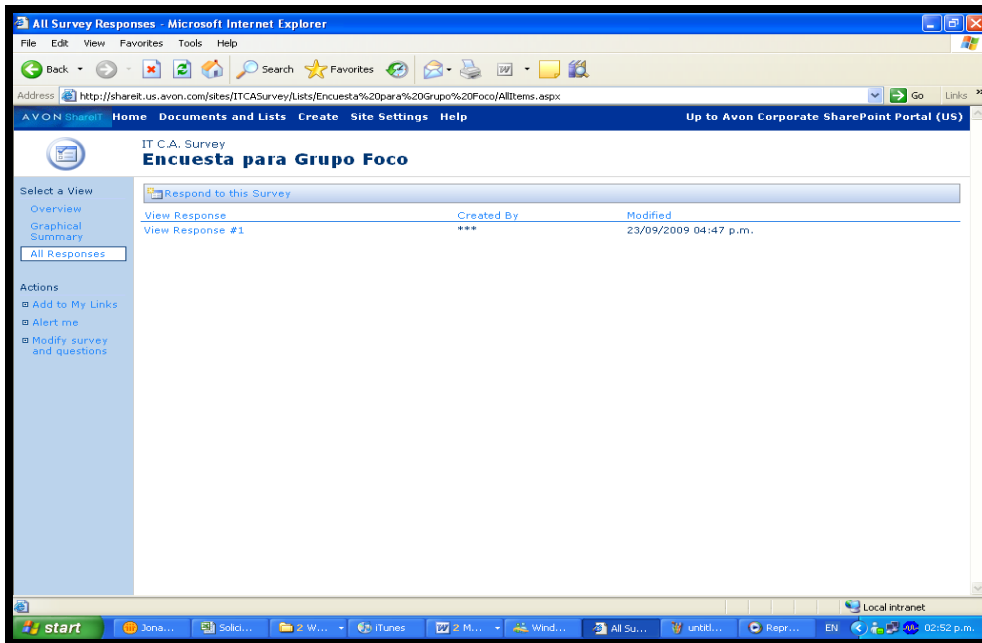 All Survey Responses - Microsoft Internet Explorer
File Edit View Favorites Tools Help
Back Search Favorites
Address http://shareit.us.avon.com/sites/ITCASurvey/Lists/Encuesta%20para%20Grupo%20Foco/AllItems.aspx Go Links »
AVON ShareIT Home Documents and Lists Create Site Settings Help Up to Avon Corporate SharePoint Portal (US)
IT C.A. Survey
Encuesta para Grupo Foco
Select a View
Overview
Graphical
Summary
All Responses
Actions
Add to My Links
Alert me
Modify survey
and questions
Respond to this Survey
View Response Created By Modified
View Response #1 *** 23/09/2009 04:47 p.m.
Local intranet
start Jona... Solici... 2 W... iTunes 2 M... Wind... All Su... untitl... Repr... EN 02:52 p.m.